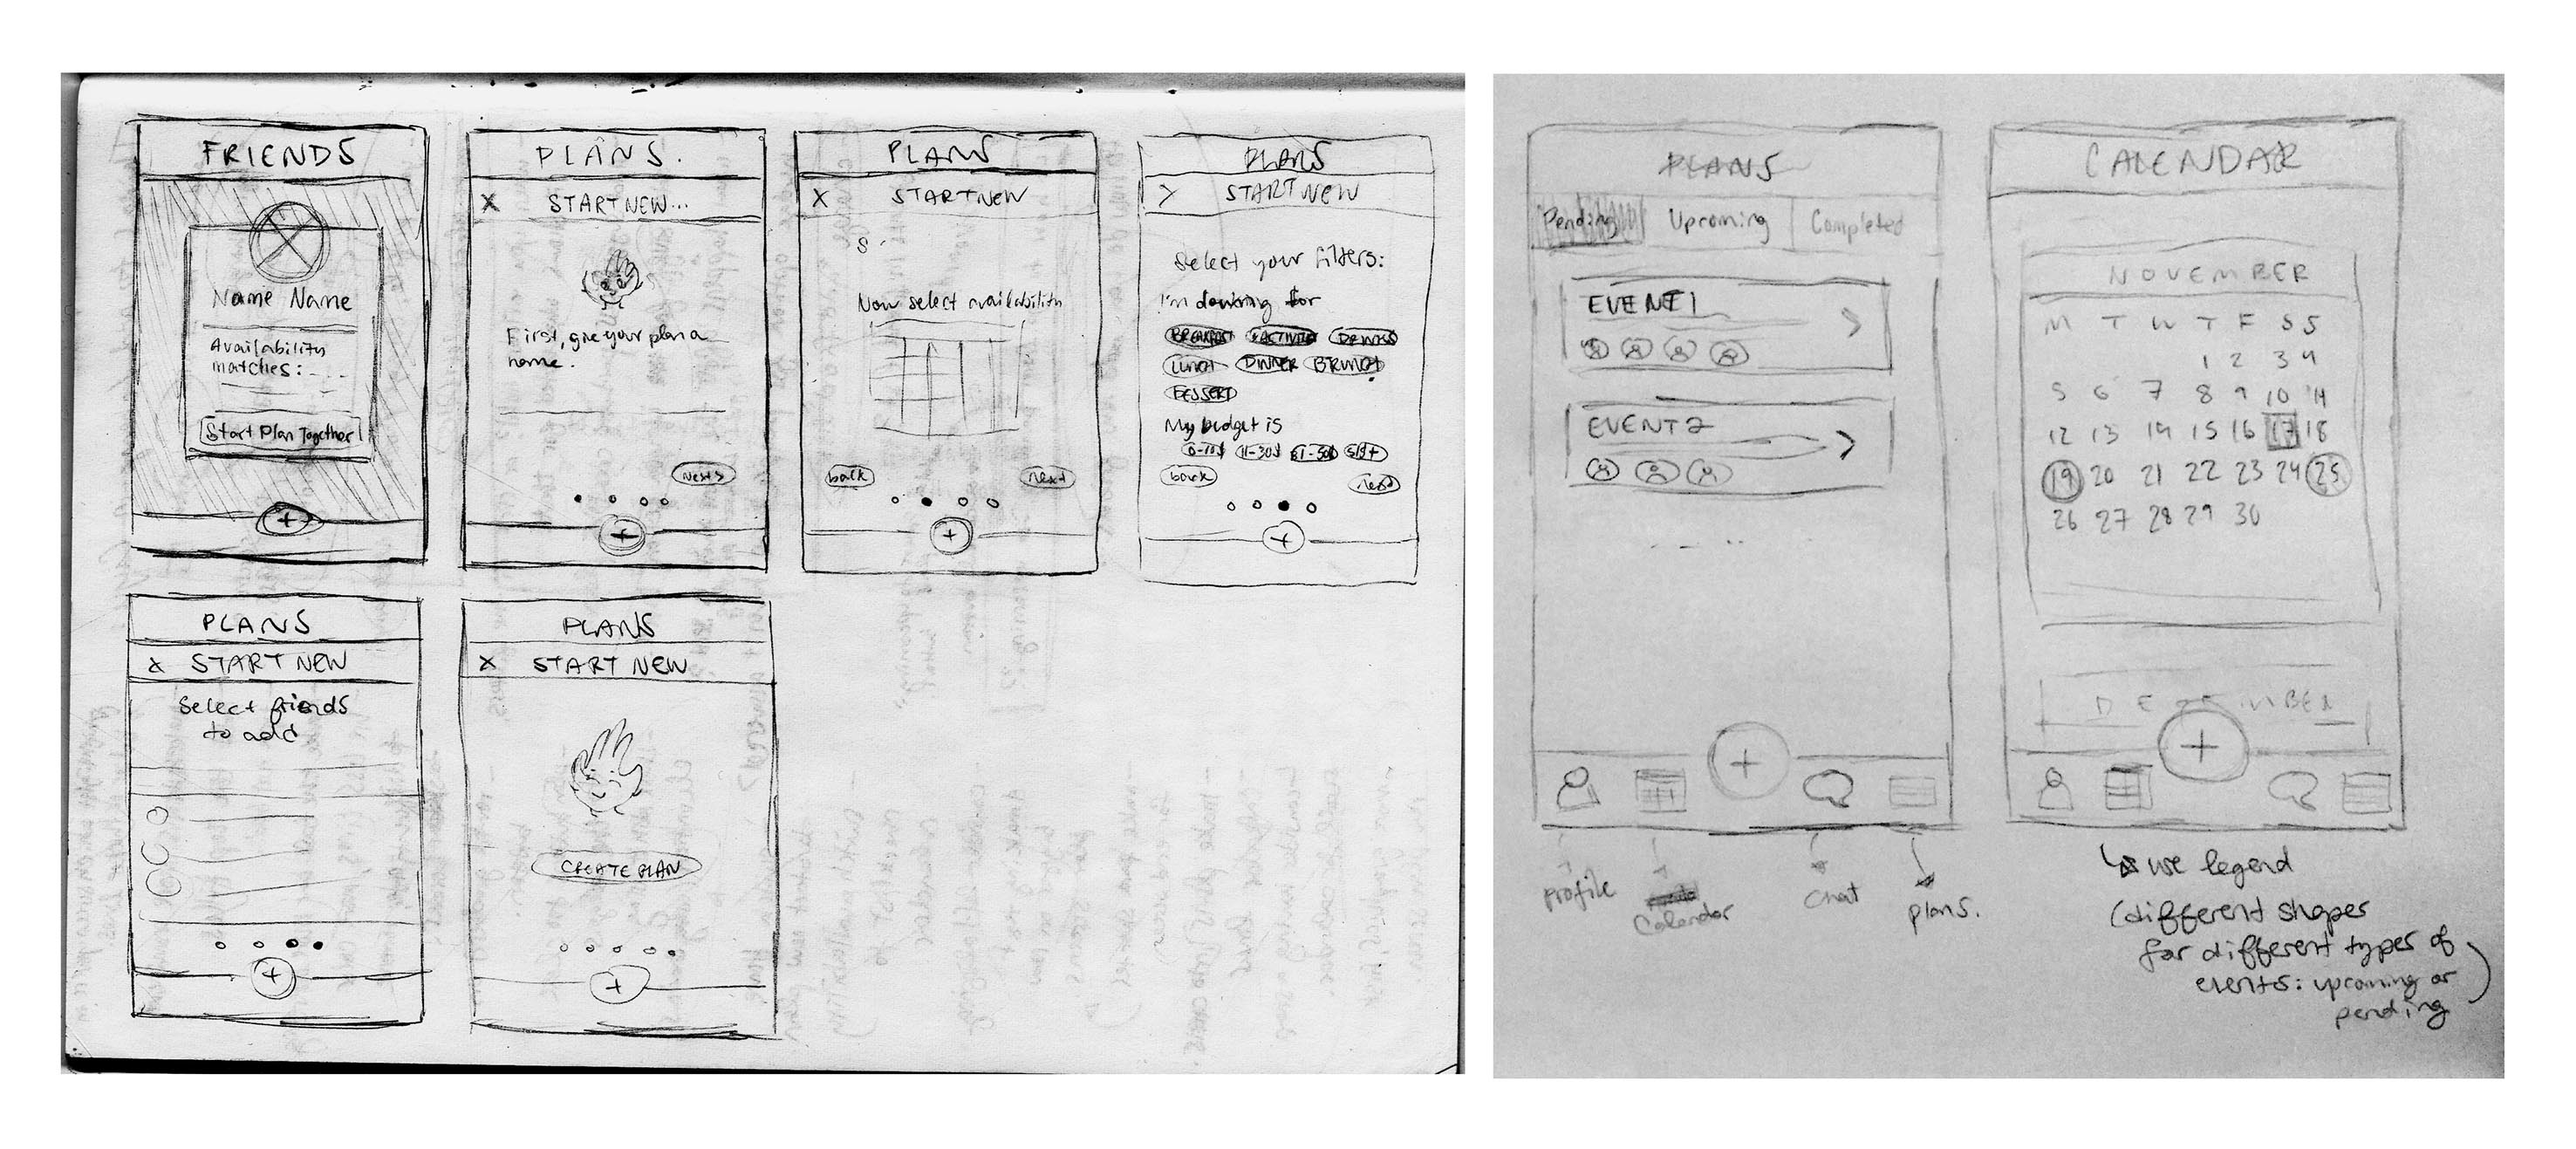 FRIENDS
Name Name
Availability
matches:
Start Plan Together
+
PLANS.
X START NEW...
First, give your plan a
name.
Next>
+
PLANS
X START NEW
S
Now select availability
back next
+
PLANS
> START NEW
Select your filters:
I'm looking for
BREAKFAST ACTIVITY DRINKS
LUNCH DINNER BRUNCH
DESSERT
My budget is
0-10$ 11-30$ 31-50$ 51$+
back next
+
PLANS
X START NEW
Select friends
to add
+
PLANS
X START NEW
CREATE PLAN
+
PLANS
Pending Upcoming Completed
EVENT 1
>
EVENT 2
>
+
Profile
Calendar
Chat
plans.
CALENDAR
NOVEMBER
M T W T F S S
1 2 3 4
5 6 7 8 9 10 11
12 13 14 15 16 17 18
19 20 21 22 23 24 25
26 27 28 29 30
DECEMBER
+
use legend
(different shapes
for different types of
events: upcoming or
pending)